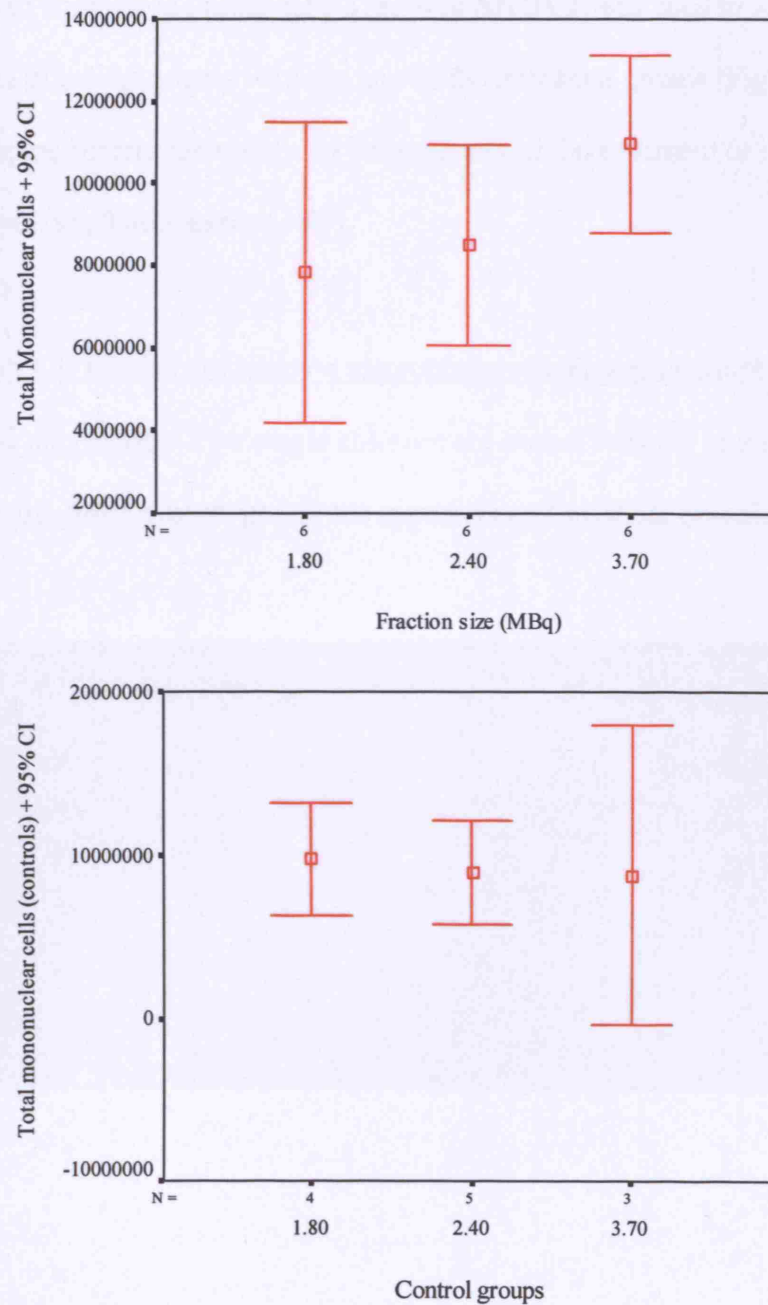 Total Mononuclear cells + 95% CI
14000000
12000000
10000000
8000000
6000000
4000000
2000000
N = 6 6 6
1.80 2.40 3.70
Fraction size (MBq)
Total mononuclear cells (controls) + 95% CI
20000000
10000000
0
-10000000
N = 4 5 3
1.80 2.40 3.70
Control groups